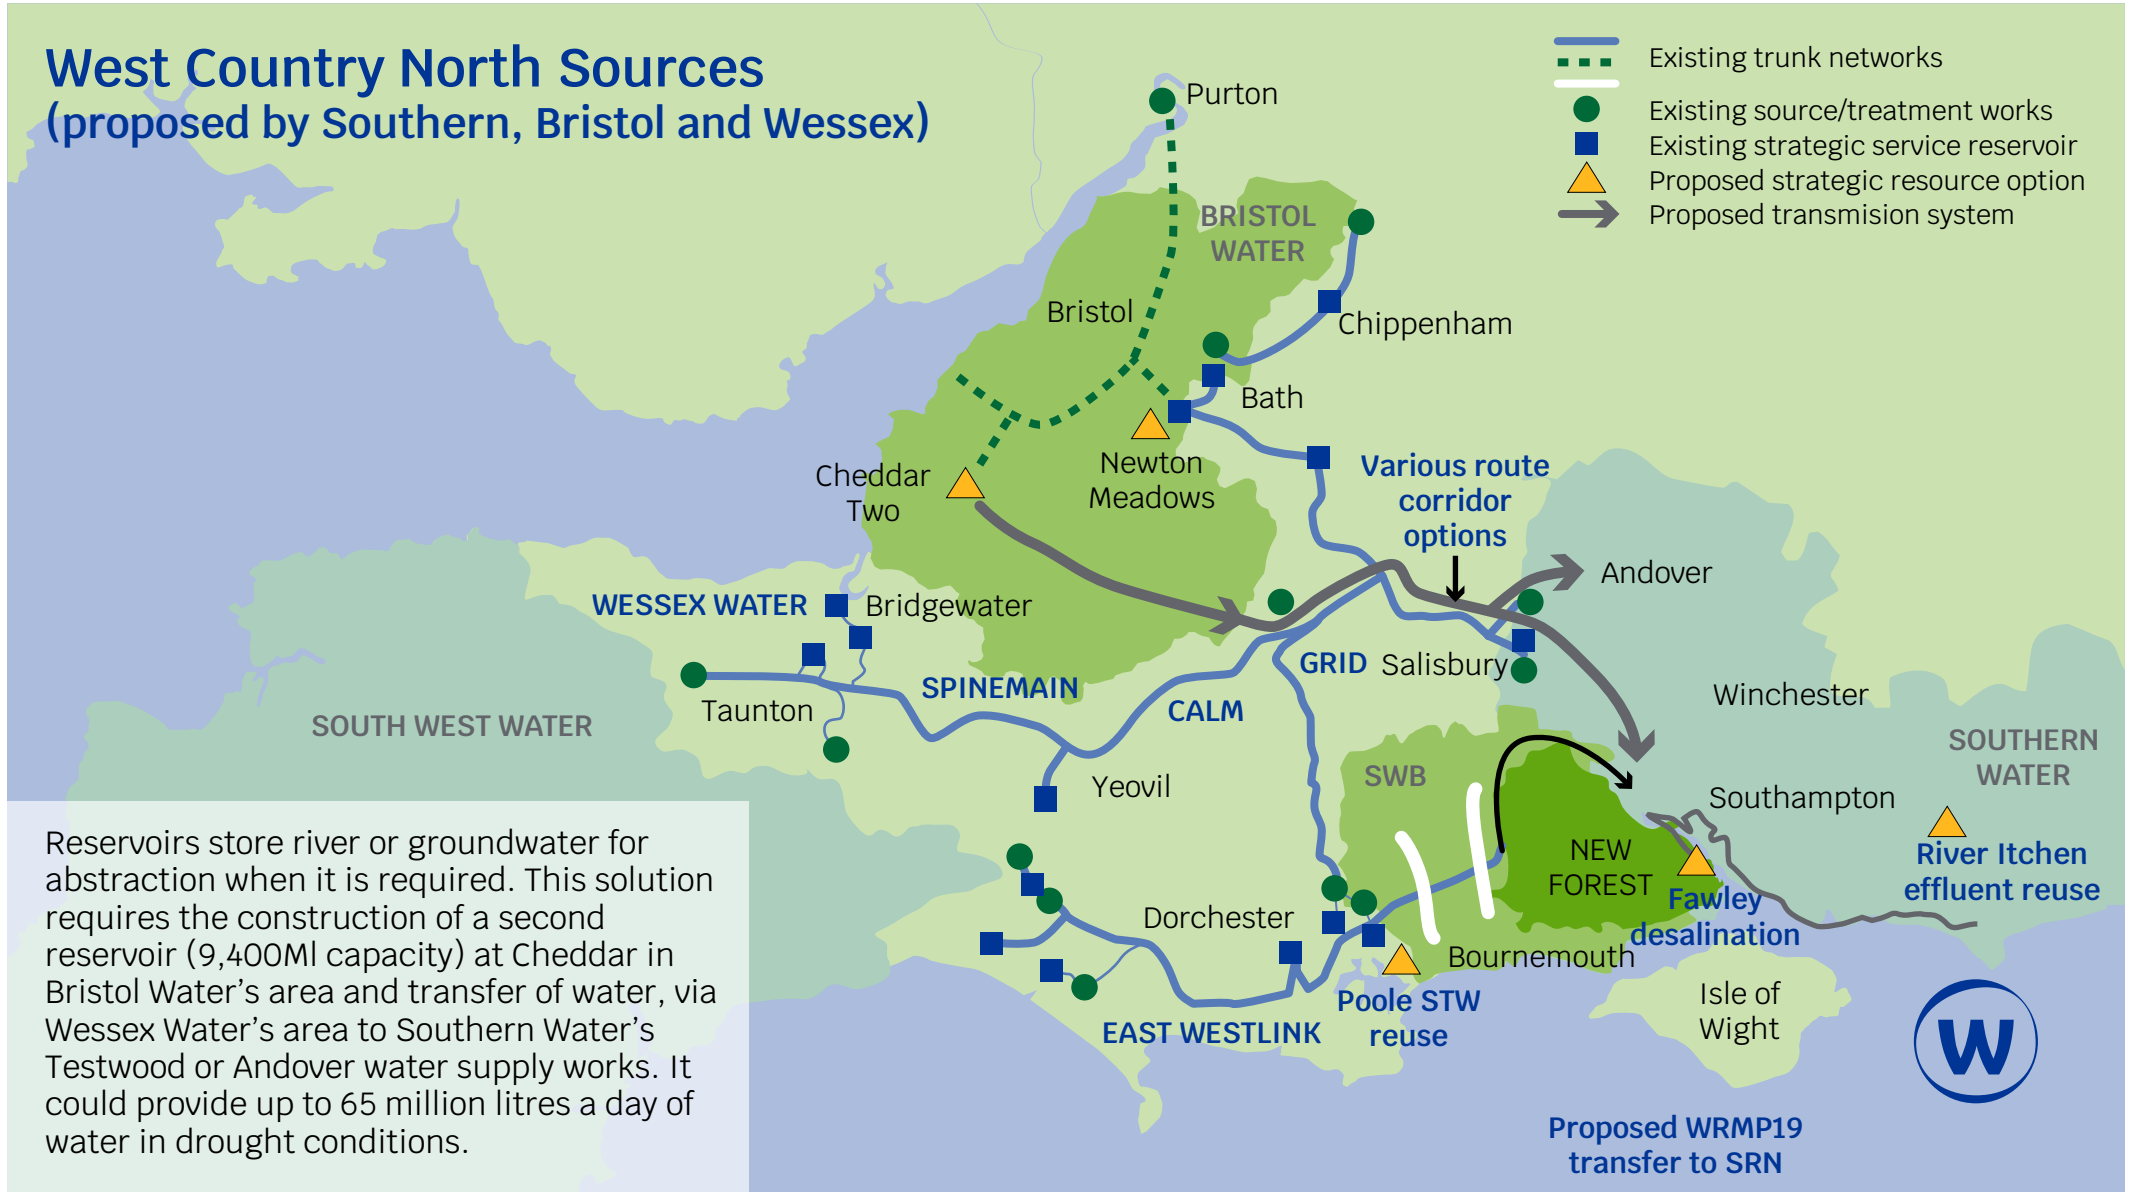 West Country North Sources
(proposed by Southern, Bristol and Wessex)
Existing trunk networks
Existing source/treatment works
Existing strategic service reservoir
Proposed strategic resource option
Proposed transmision system
Purton
BRISTOL
WATER
Bristol
Chippenham
Bath
Newton
Meadows
Cheddar
Two
Various route
corridor
options
Andover
WESSEX WATER
Bridgewater
SPINEMAIN
GRID
Salisbury
CALM
Taunton
SOUTH WEST WATER
Winchester
SOUTHERN
WATER
SWB
Yeovil
Southampton
NEW
FOREST
River Itchen
effluent reuse
Fawley
desalination
Dorchester
Bournemouth
Poole STW
reuse
EAST WESTLINK
Isle of
Wight
W
Proposed WRMP19
transfer to SRN
Reservoirs store river or groundwater for
abstraction when it is required. This solution
requires the construction of a second
reservoir (9,400Ml capacity) at Cheddar in
Bristol Water’s area and transfer of water, via
Wessex Water’s area to Southern Water’s
Testwood or Andover water supply works. It
could provide up to 65 million litres a day of
water in drought conditions.